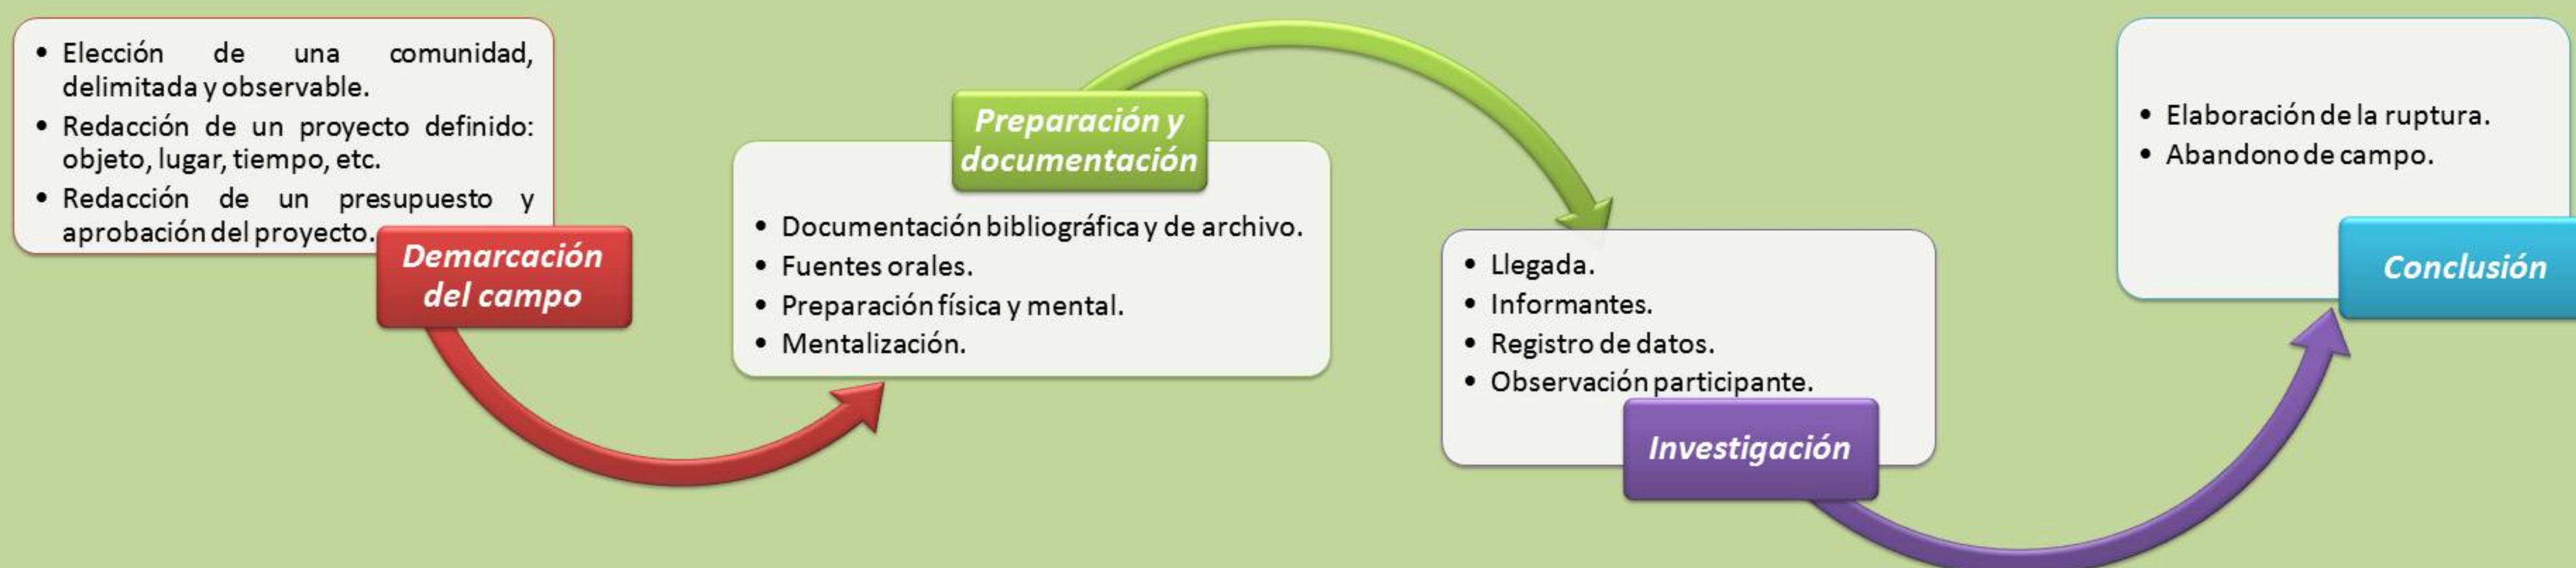 • Elección de una comunidad,
delimitada y observable.
• Redacción de un proyecto definido:
objeto, lugar, tiempo, etc.
• Redacción de un presupuesto y
aprobación del proyecto.
Demarcación
del campo
Preparación y
documentación
• Documentación bibliográfica y de archivo.
• Fuentes orales.
• Preparación física y mental.
• Mentalización.
• Llegada.
• Informantes.
• Registro de datos.
• Observación participante.
Investigación
• Elaboración de la ruptura.
• Abandono de campo.
Conclusión